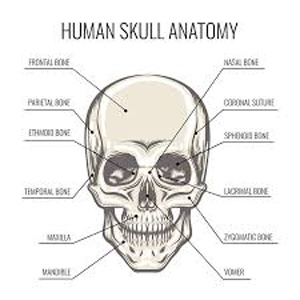 HUMAN SKULL ANATOMY
FRONTAL BONE
NASAL BONE
PARIETAL BONE
CORONAL SUTURE
ETHMOID BONE
SPHENOID BONE
TEMPORAL BONE
LACRIMAL BONE
MAXILLA
ZYGOMATIC BONE
MANDIBLE
VOMER